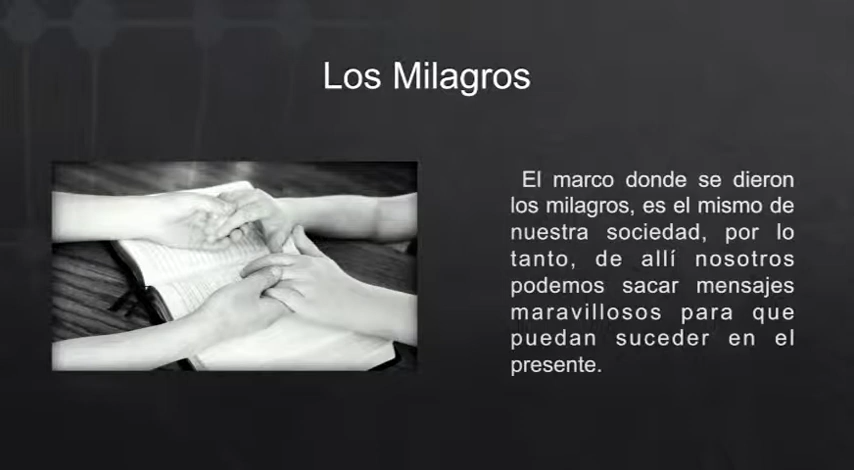 Los Milagros
El marco donde se dieron
los milagros, es el mismo de
nuestra sociedad, por lo
tanto, de allí nosotros
podemos sacar mensajes
maravillosos para que
puedan suceder en el
presente.